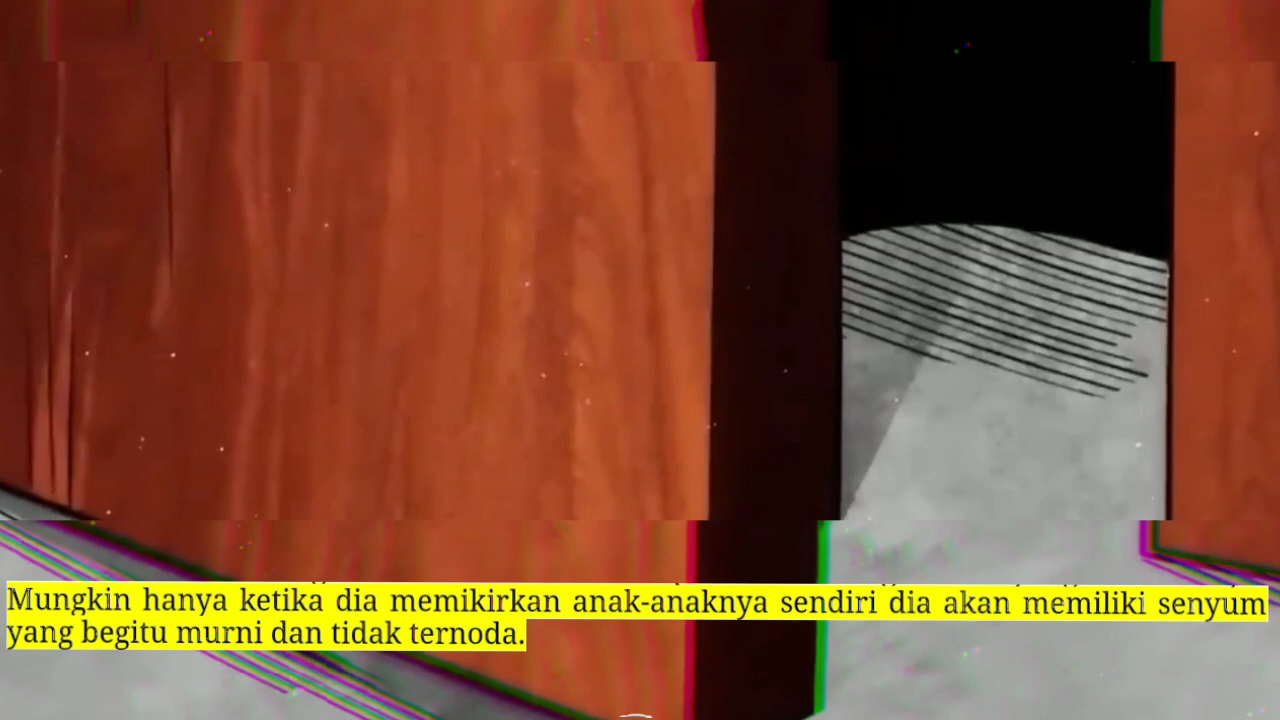 Mungkin hanya ketika dia memikirkan anak-anaknya sendiri dia akan memiliki senyum
yang begitu murni dan tidak ternoda.